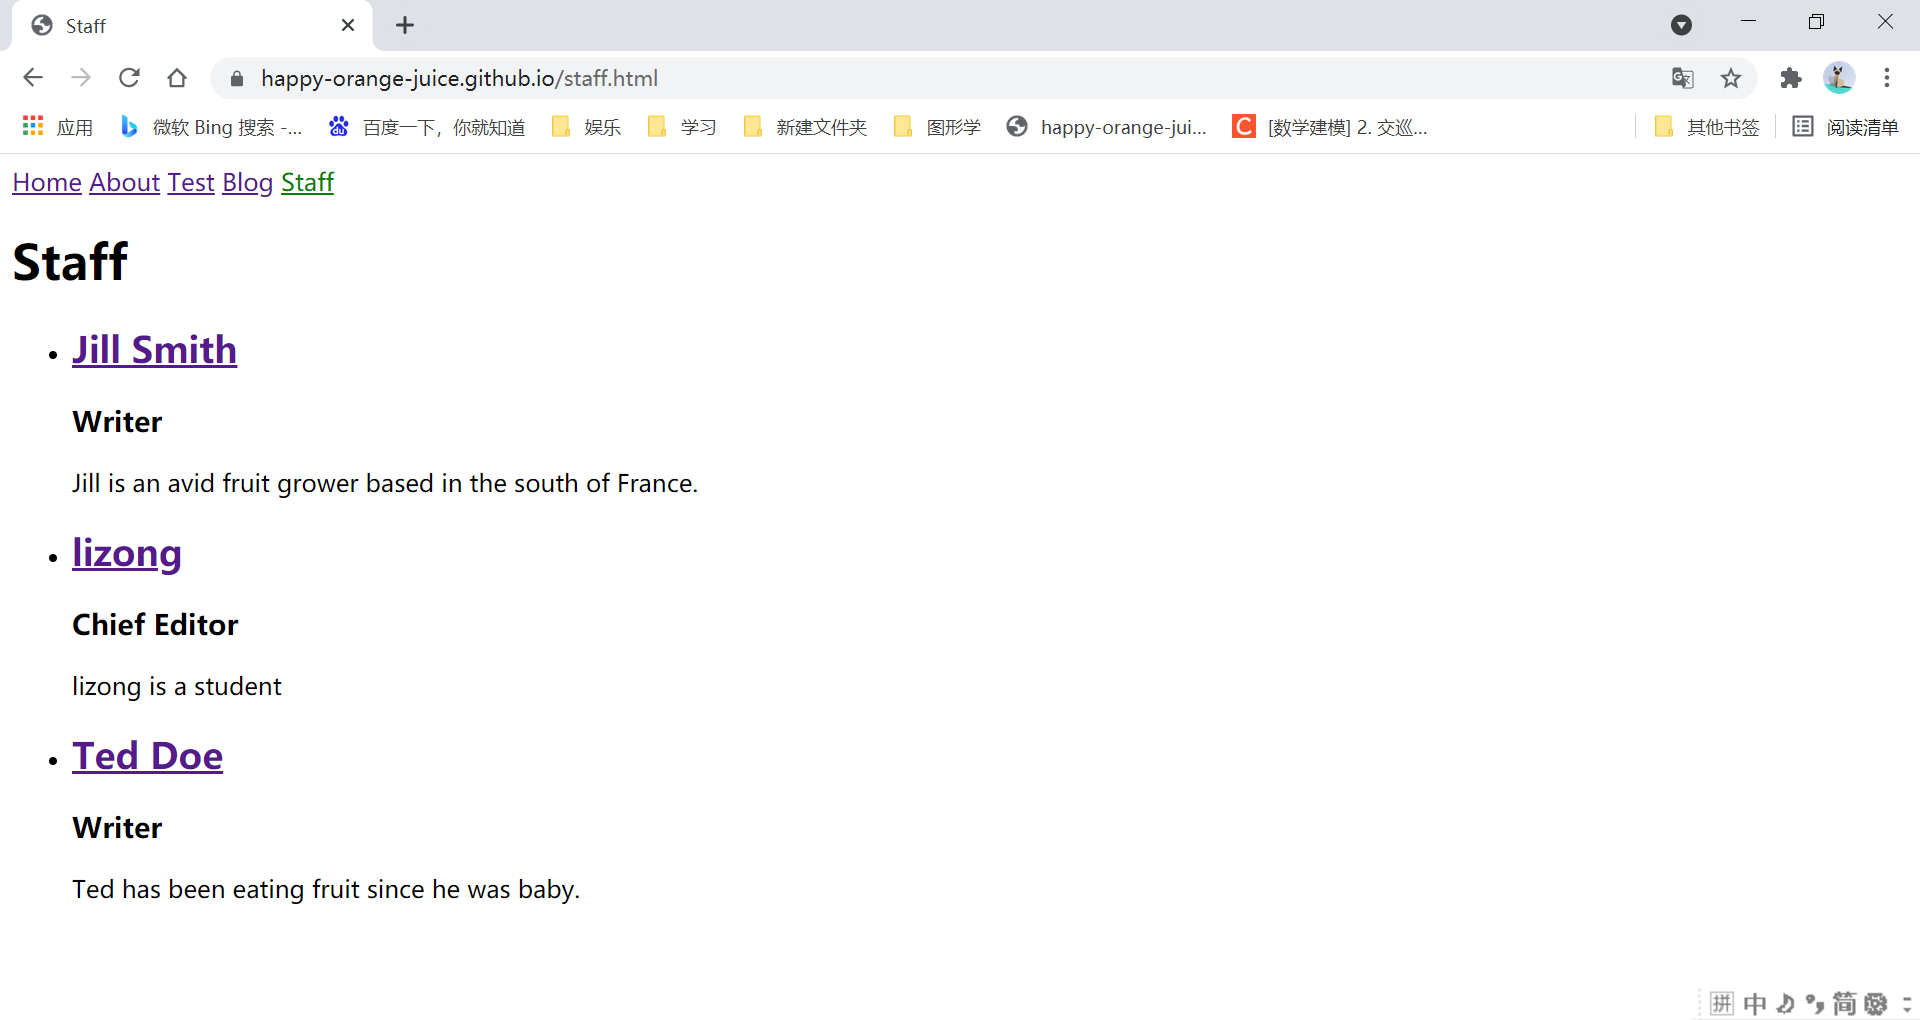 Staff
happy-orange-juice.github.io/staff.html
应用 微软 Bing 搜索 -... 百度一下，你就知道 娱乐 学习 新建文件夹 图形学 happy-orange-jui... [数学建模] 2. 交巡... 其他书签 阅读清单
Home About Test Blog Staff
Staff
Jill Smith
Writer
Jill is an avid fruit grower based in the south of France.
lizong
Chief Editor
lizong is a student
Ted Doe
Writer
Ted has been eating fruit since he was baby.
拼 中 简